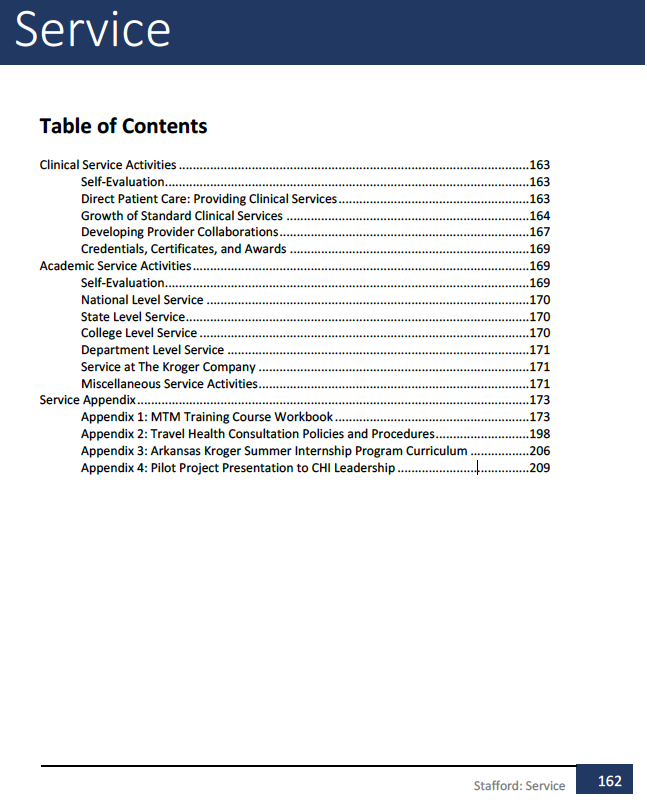 Service
Table of Contents
Clinical Service Activities ........................................................................................................163
Self-Evaluation............................................................................................................163
Direct Patient Care: Providing Clinical Services........................................................163
Growth of Standard Clinical Services ........................................................................164
Developing Provider Collaborations..........................................................................167
Credentials, Certificates, and Awards .......................................................................169
Academic Service Activities....................................................................................................169
Self-Evaluation............................................................................................................169
National Level Service ................................................................................................170
State Level Service......................................................................................................170
College Level Service ..................................................................................................170
Department Level Service ..........................................................................................171
Service at The Kroger Company .................................................................................171
Miscellaneous Service Activities.................................................................................171
Service Appendix....................................................................................................................173
Appendix 1: MTM Training Course Workbook..........................................................173
Appendix 2: Travel Health Consultation Policies and Procedures............................198
Appendix 3: Arkansas Kroger Summer Internship Program Curriculum .................206
Appendix 4: Pilot Project Presentation to CHI Leadership .......................................209
Stafford: Service 162